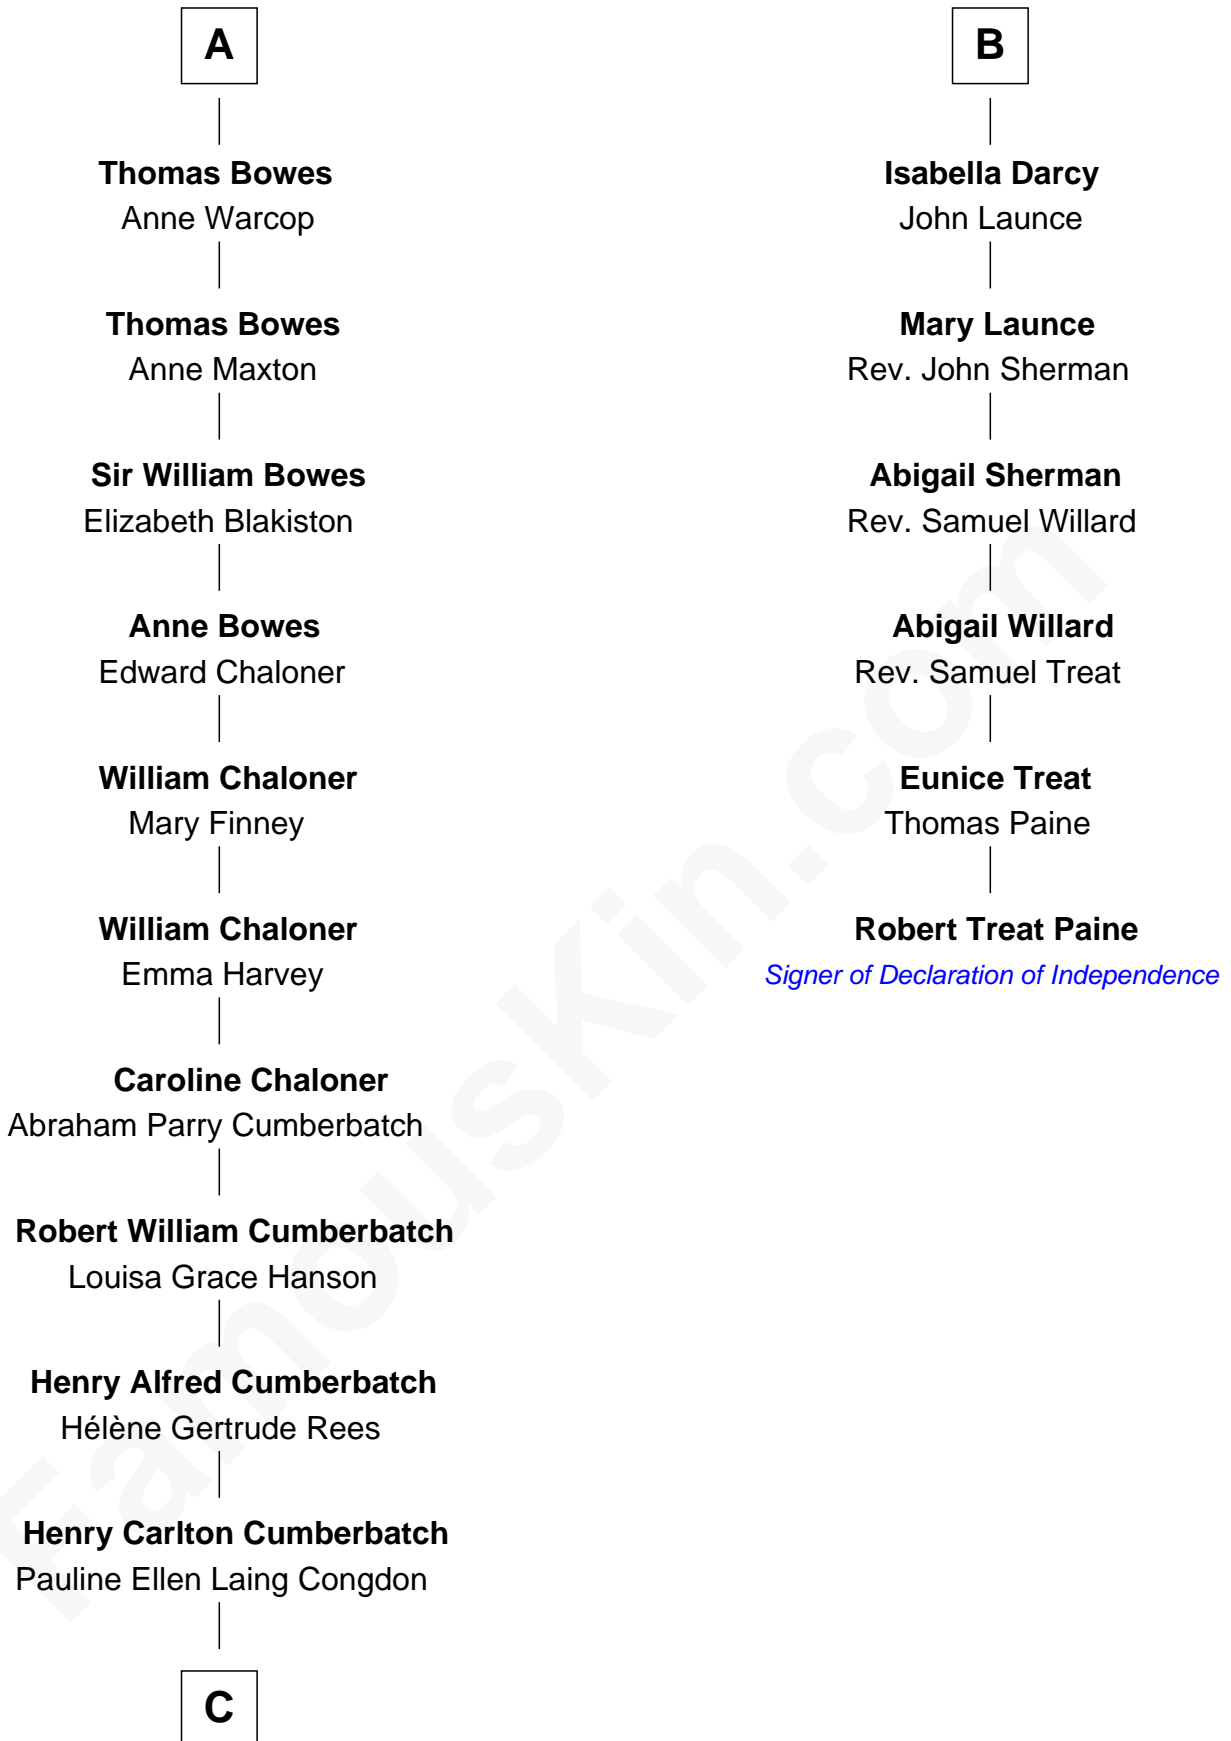 A
Thomas Bowes
Anne Warcop
Thomas Bowes
Anne Maxton
Sir William Bowes
Elizabeth Blakiston
Anne Bowes
Edward Chaloner
William Chaloner
Mary Finney
William Chaloner
Emma Harvey
Caroline Chaloner
Abraham Parry Cumberbatch
Robert William Cumberbatch
Louisa Grace Hanson
Henry Alfred Cumberbatch
Hélène Gertrude Rees
Henry Carlton Cumberbatch
Pauline Ellen Laing Congdon
C
B
Isabella Darcy
John Launce
Mary Launce
Rev. John Sherman
Abigail Sherman
Rev. Samuel Willard
Abigail Willard
Rev. Samuel Treat
Eunice Treat
Thomas Paine
Robert Treat Paine
Signer of Declaration of Independence
FamousKin.com